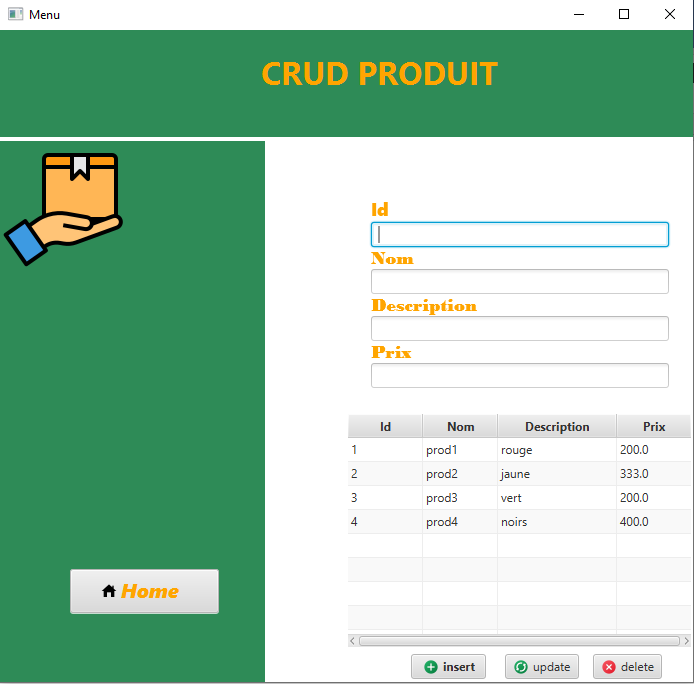 Menu
CRUD PRODUIT
Id
Nom
Description
Prix
Id Nom Description Prix
1 prod1 rouge 200.0
2 prod2 jaune 333.0
3 prod3 vert 200.0
4 prod4 noirs 400.0
Home
insert update delete